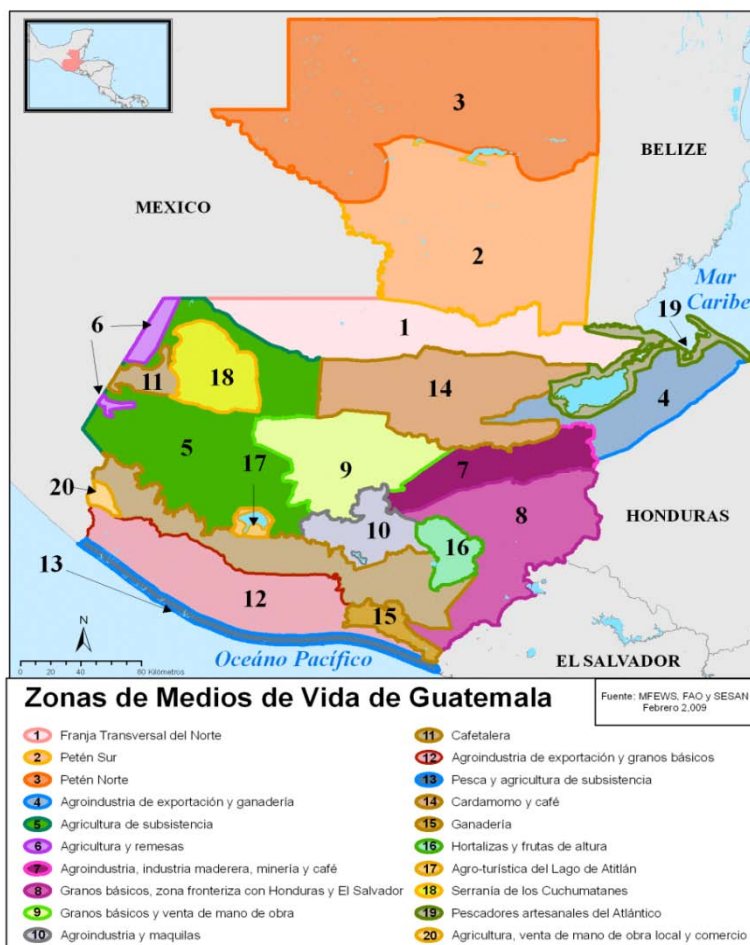 3
BELIZE
MEXICO
2
Mar
Caribe
19
6
1
11
18
14
4
5
17
9
7
20
10
8
HONDURAS
16
13
12
15
N
Oceáno Pacífico
EL SALVADOR
0 20 40 80 Kilómetros
Zonas de Medios de Vida de Guatemala
Fuente: MFEWS, FAO y SESAN
Febrero 2,009
1 Franja Transversal del Norte
2 Petén Sur
3 Petén Norte
4 Agroindustria de exportación y ganadería
5 Agricultura de subsistencia
6 Agricultura y remesas
7 Agroindustria, industria maderera, minería y café
8 Granos básicos, zona fronteriza con Honduras y El Salvador
9 Granos básicos y venta de mano de obra
10 Agroindustria y maquilas
11 Cafetalera
12 Agroindustria de exportación y granos básicos
13 Pesca y agricultura de subsistencia
14 Cardamomo y café
15 Ganadería
16 Hortalizas y frutas de altura
17 Agro-turística del Lago de Atitlán
18 Serranía de los Cuchumatanes
19 Pescadores artesanales del Atlántico
20 Agricultura, venta de mano de obra local y comercio